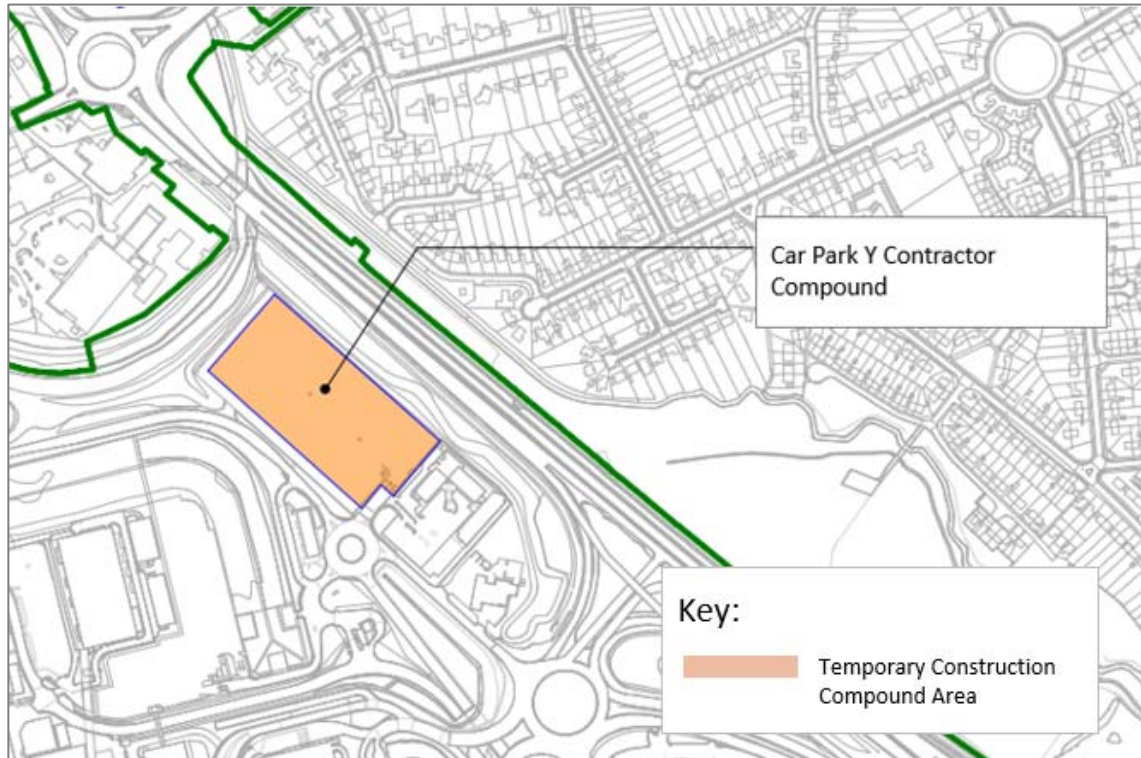 Car Park Y Contractor
Compound
Key:
Temporary Construction
Compound Area